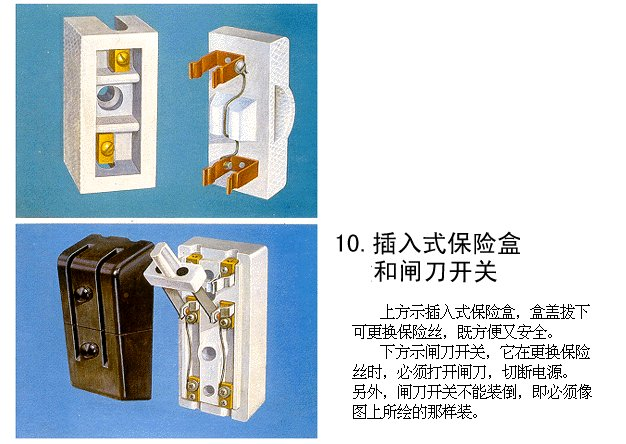 10. 插入式保险盒
和闸刀开关
上方示插入式保险盒，盒盖拔下
可更换保险丝，既方便又安全。
下方示闸刀开关，它在更换保险
丝时，必须打开闸刀，切断电源。
另外，闸刀开关不能装倒，即必须像
图上所绘的那样装。